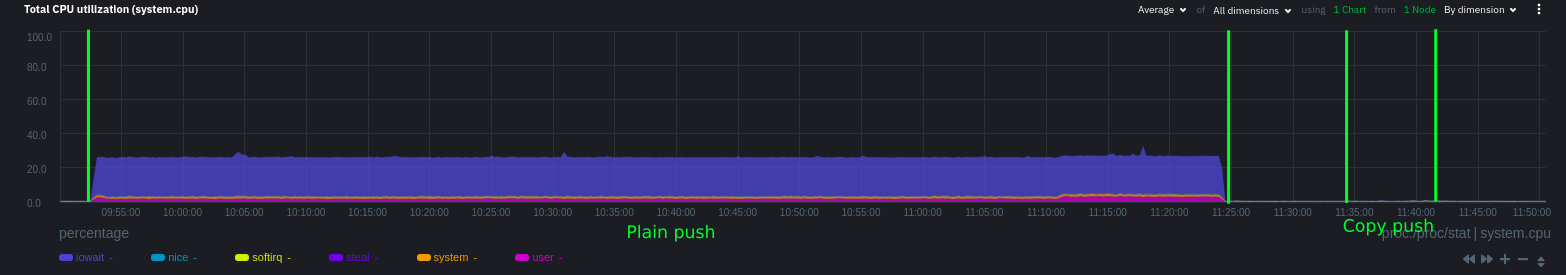 Total CPU utilization (system.cpu)
Average of All dimensions using 1 Chart from 1 Node By dimension
100.0
80.0
60.0
40.0
20.0
0.0
09:55:00 10:00:00 10:05:00 10:10:00 10:15:00 10:20:00 10:25:00 10:30:00 10:35:00 10:40:00 10:45:00 10:50:00 10:55:00 11:00:00 11:05:00 11:10:00 11:15:00 11:20:00 11:25:00 11:30:00 11:35:00 11:40:00 11:45:00 11:50:00
percentage
Plain push
Copy push
proc:/proc/stat | system.cpu
iowait - nice - softirq - steal - system - user -